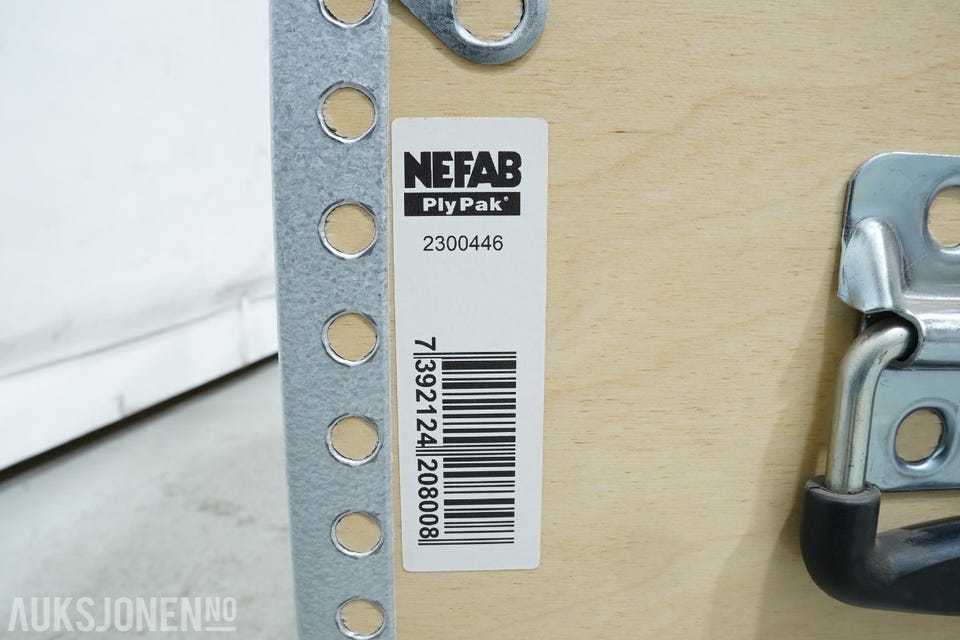 NEFAB
PlyPak®
2300446
7 392124 208008
AUKSJONEN.NO